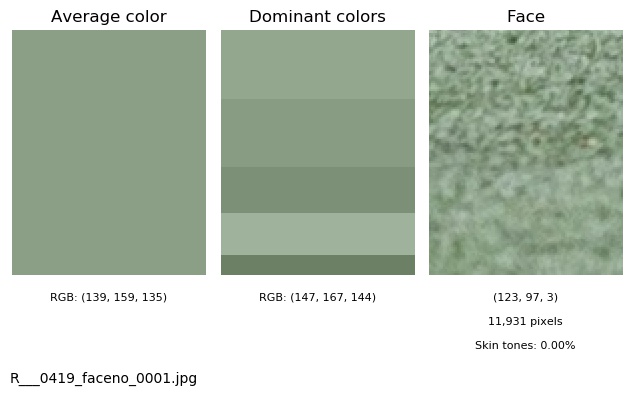 Average color
Dominant colors
Face
RGB: (139, 159, 135)
RGB: (147, 167, 144)
(123, 97, 3)
11,931 pixels
Skin tones: 0.00%
R___0419_faceno_0001.jpg